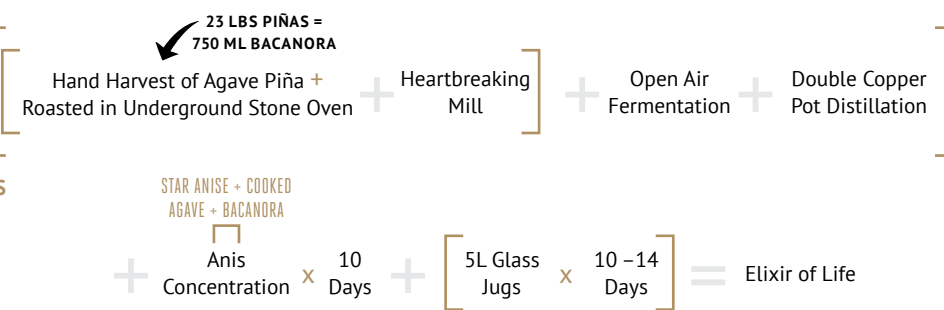 23 LBS PIÑAS =
750 ML BACANORA
Hand Harvest of Agave Piña +
Roasted in Underground Stone Oven
+
Heartbreaking
Mill
+
Open Air
Fermentation
+
Double Copper
Pot Distillation
S
STAR ANISE + COOKED
AGAVE + BACANORA
+
Anis
Concentration
x
10
Days
+
5L Glass
Jugs
x
10 –14
Days
=
Elixir of Life